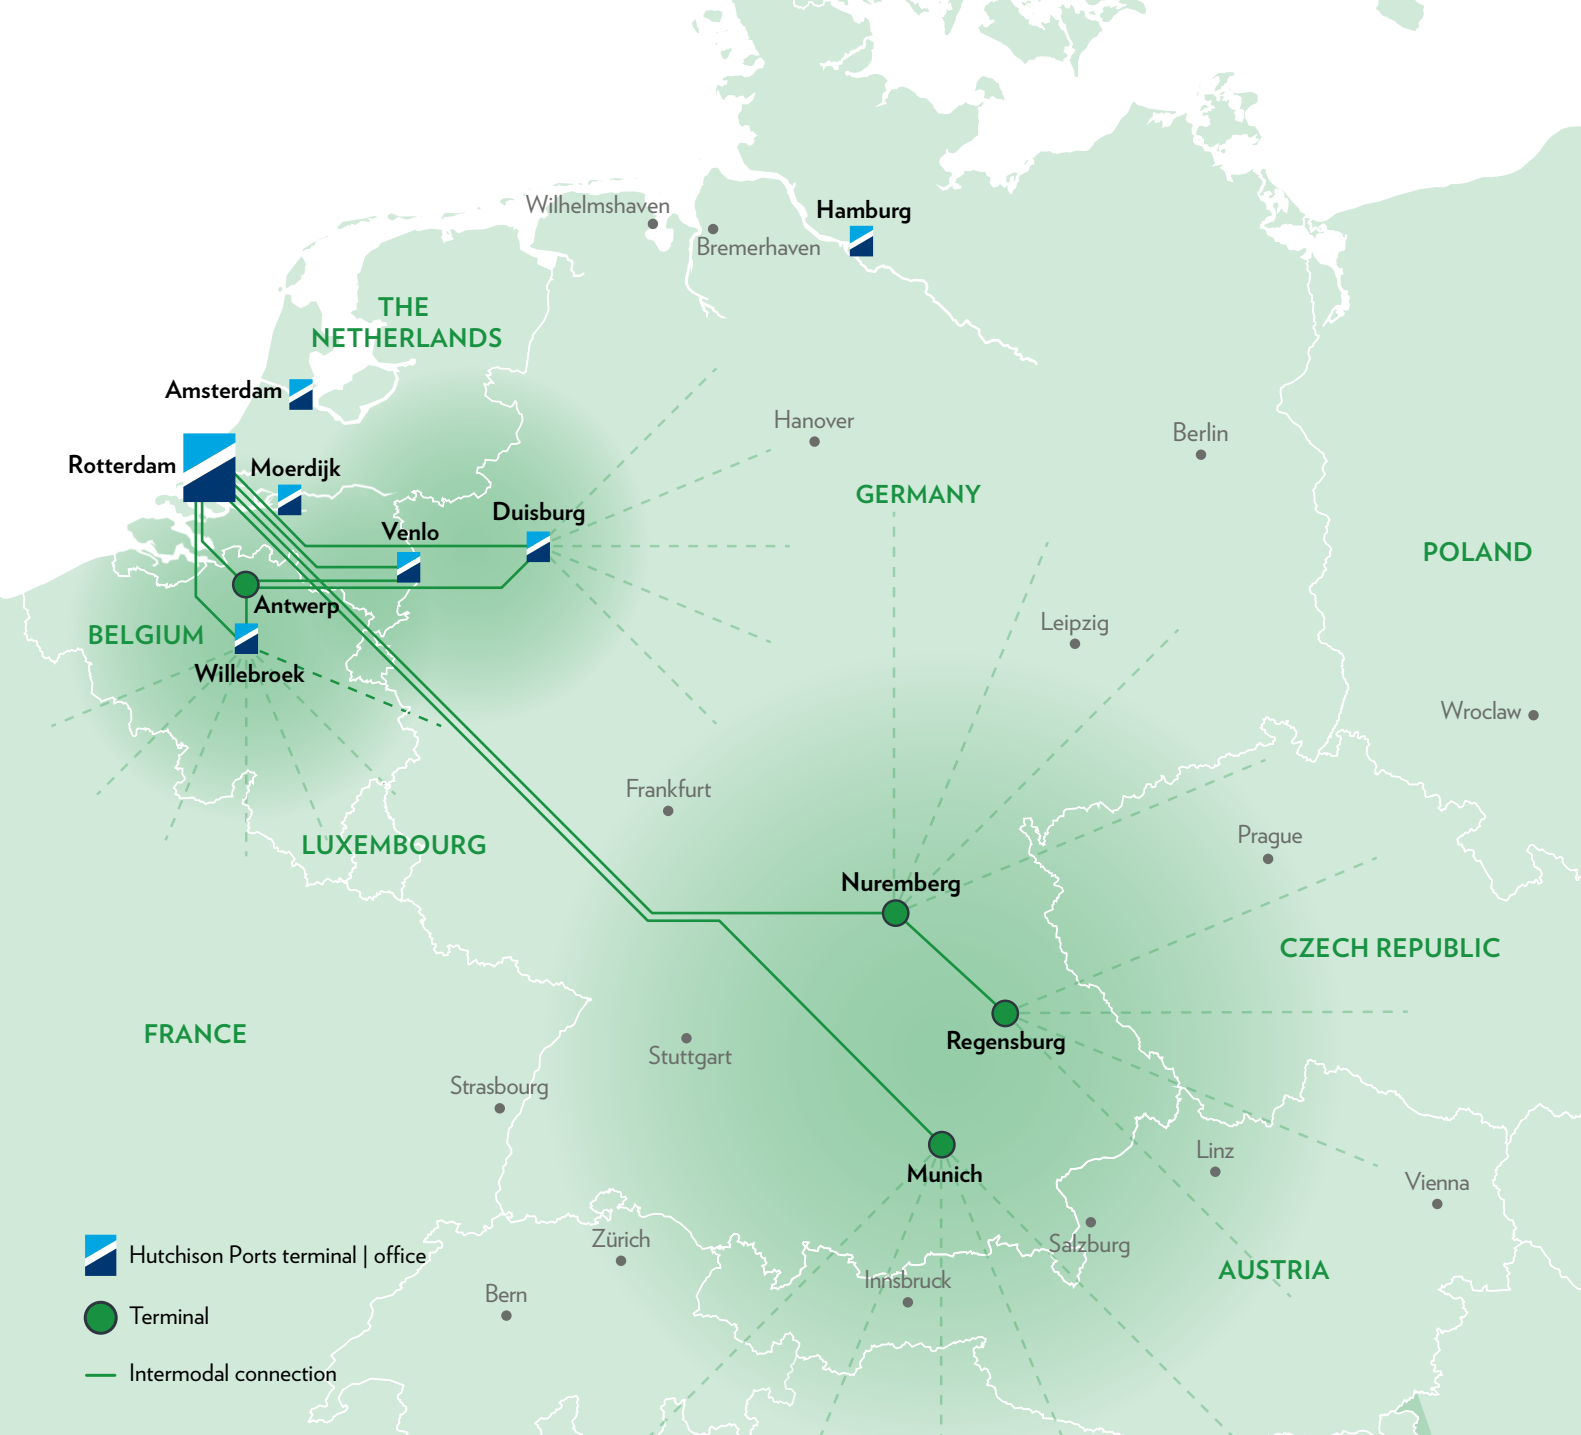 Wilhelmshaven
Bremerhaven
Hamburg
THE
NETHERLANDS
Amsterdam
Hanover
Berlin
Rotterdam
Moerdijk
GERMANY
Duisburg
Venlo
POLAND
Antwerp
BELGIUM
Leipzig
Willebroek
Wroclaw
Frankfurt
Prague
LUXEMBOURG
Nuremberg
CZECH REPUBLIC
FRANCE
Regensburg
Stuttgart
Strasbourg
Linz
Munich
Vienna
Zürich
Salzburg
Hutchison Ports terminal | office
AUSTRIA
Innsbruck
Bern
Terminal
Intermodal connection